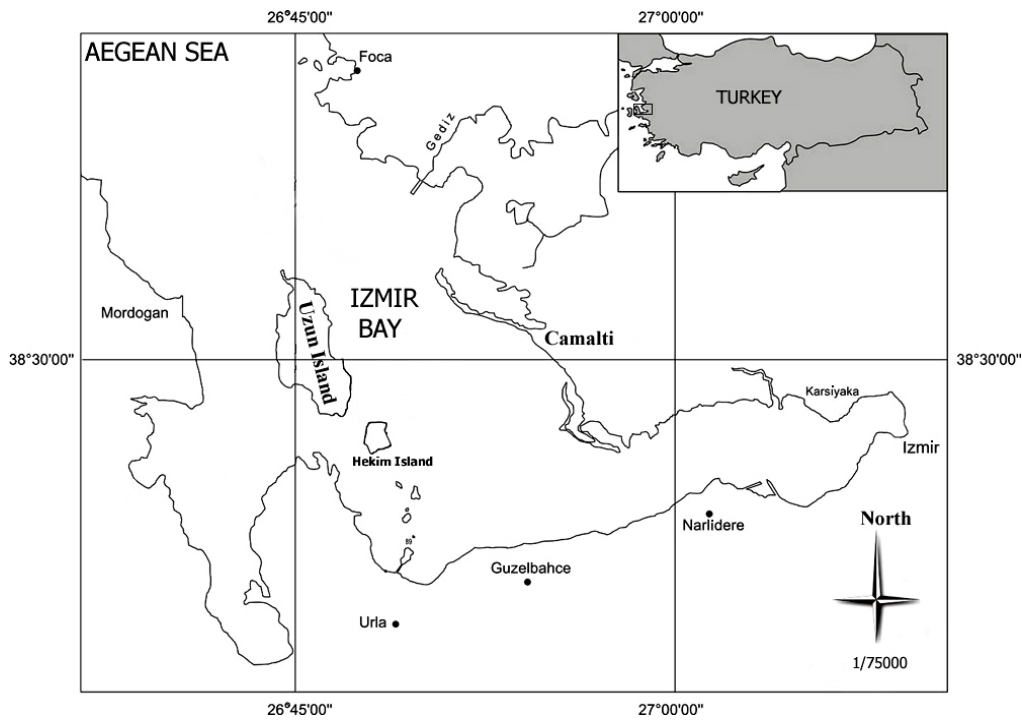 26°45'00"
27°00'00"
AEGEAN SEA
Foca
TURKEY
Gediz
Mordogan
Uzun Island
IZMIR
BAY
Camalti
38°30'00"
38°30'00"
Karsiyaka
Izmir
Hekim Island
Narlidere
North
Guzelbahce
Urla
1/75000
26°45'00"
27°00'00"